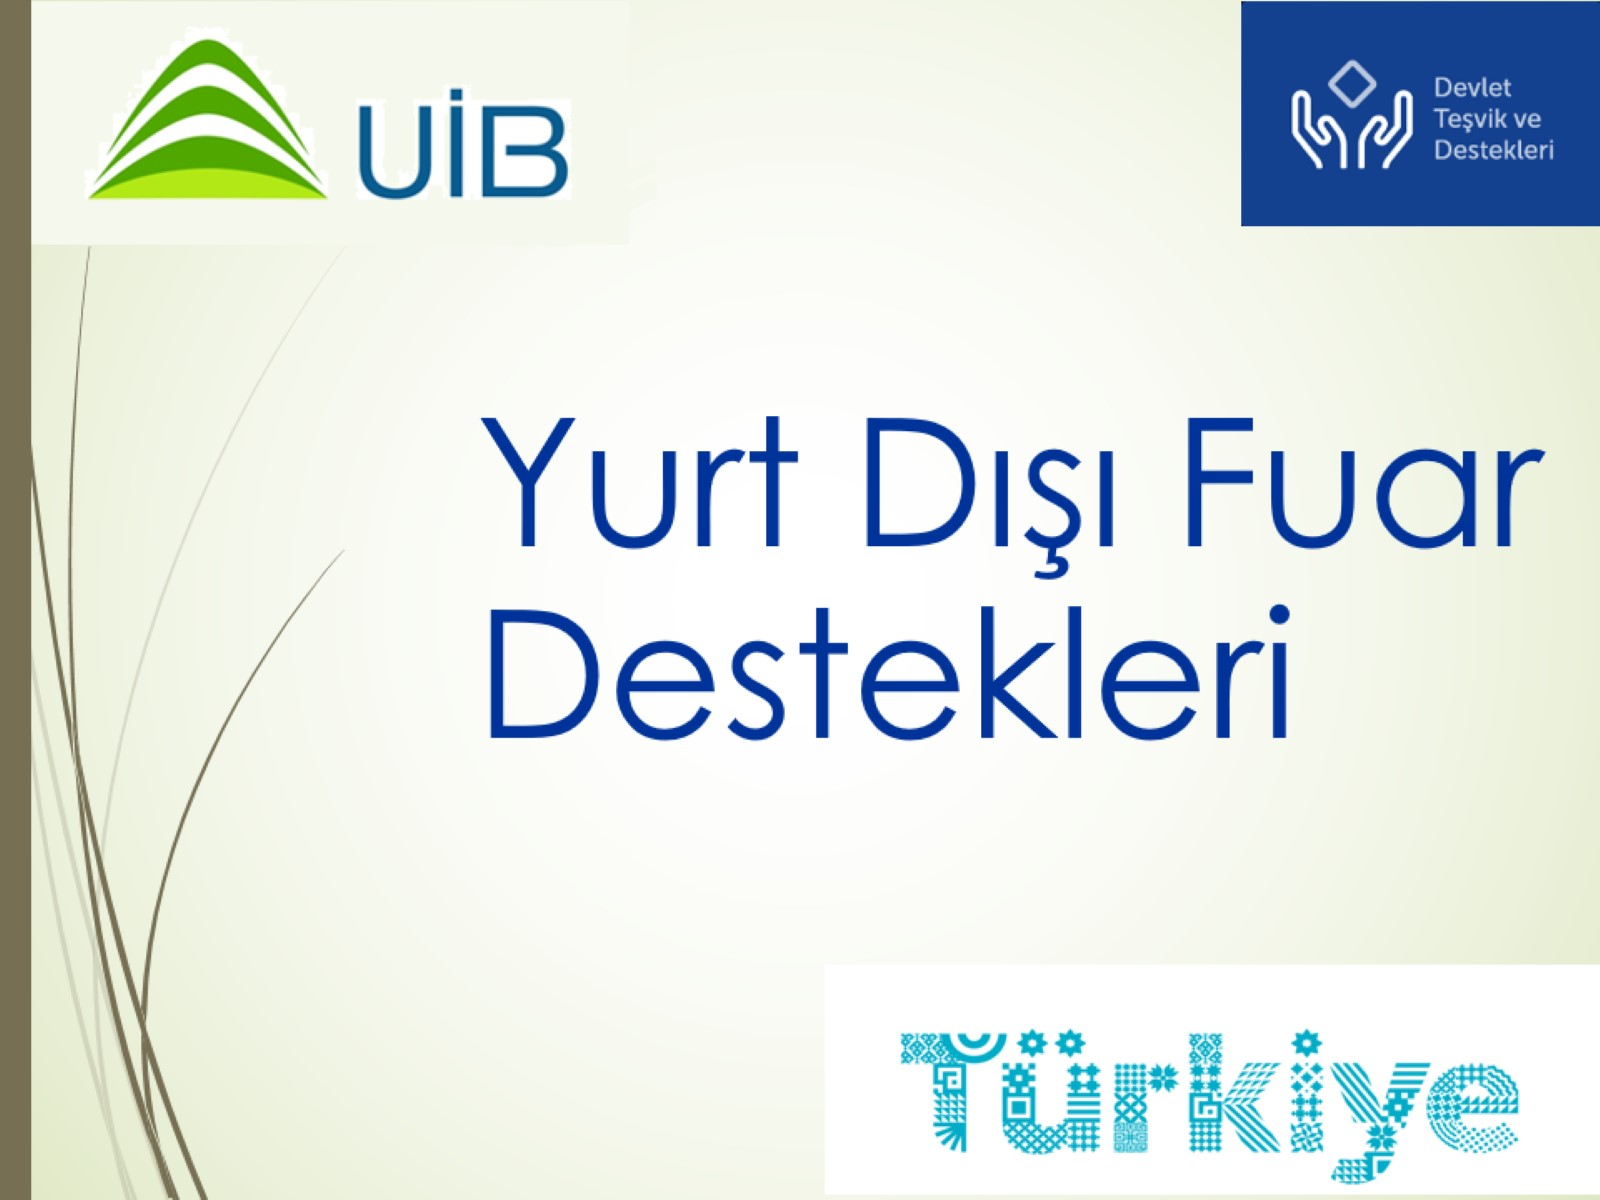 UİB
Devlet
Teşvik ve
Destekleri
Yurt Dışı Fuar
Destekleri
Türkiye